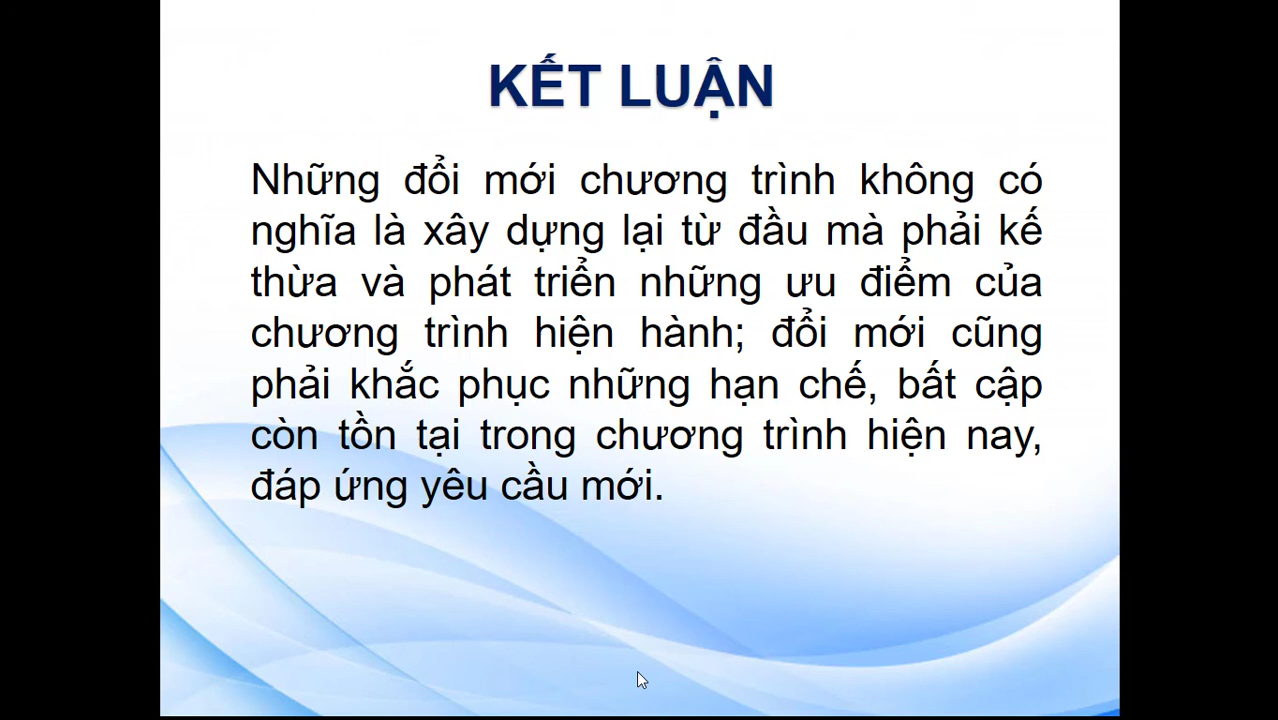 KẾT LUẬN
Những đổi mới chương trình không có
nghĩa là xây dựng lại từ đầu mà phải kế
thừa và phát triển những ưu điểm của
chương trình hiện hành; đổi mới cũng
phải khắc phục những hạn chế, bất cập
còn tồn tại trong chương trình hiện nay,
đáp ứng yêu cầu mới.